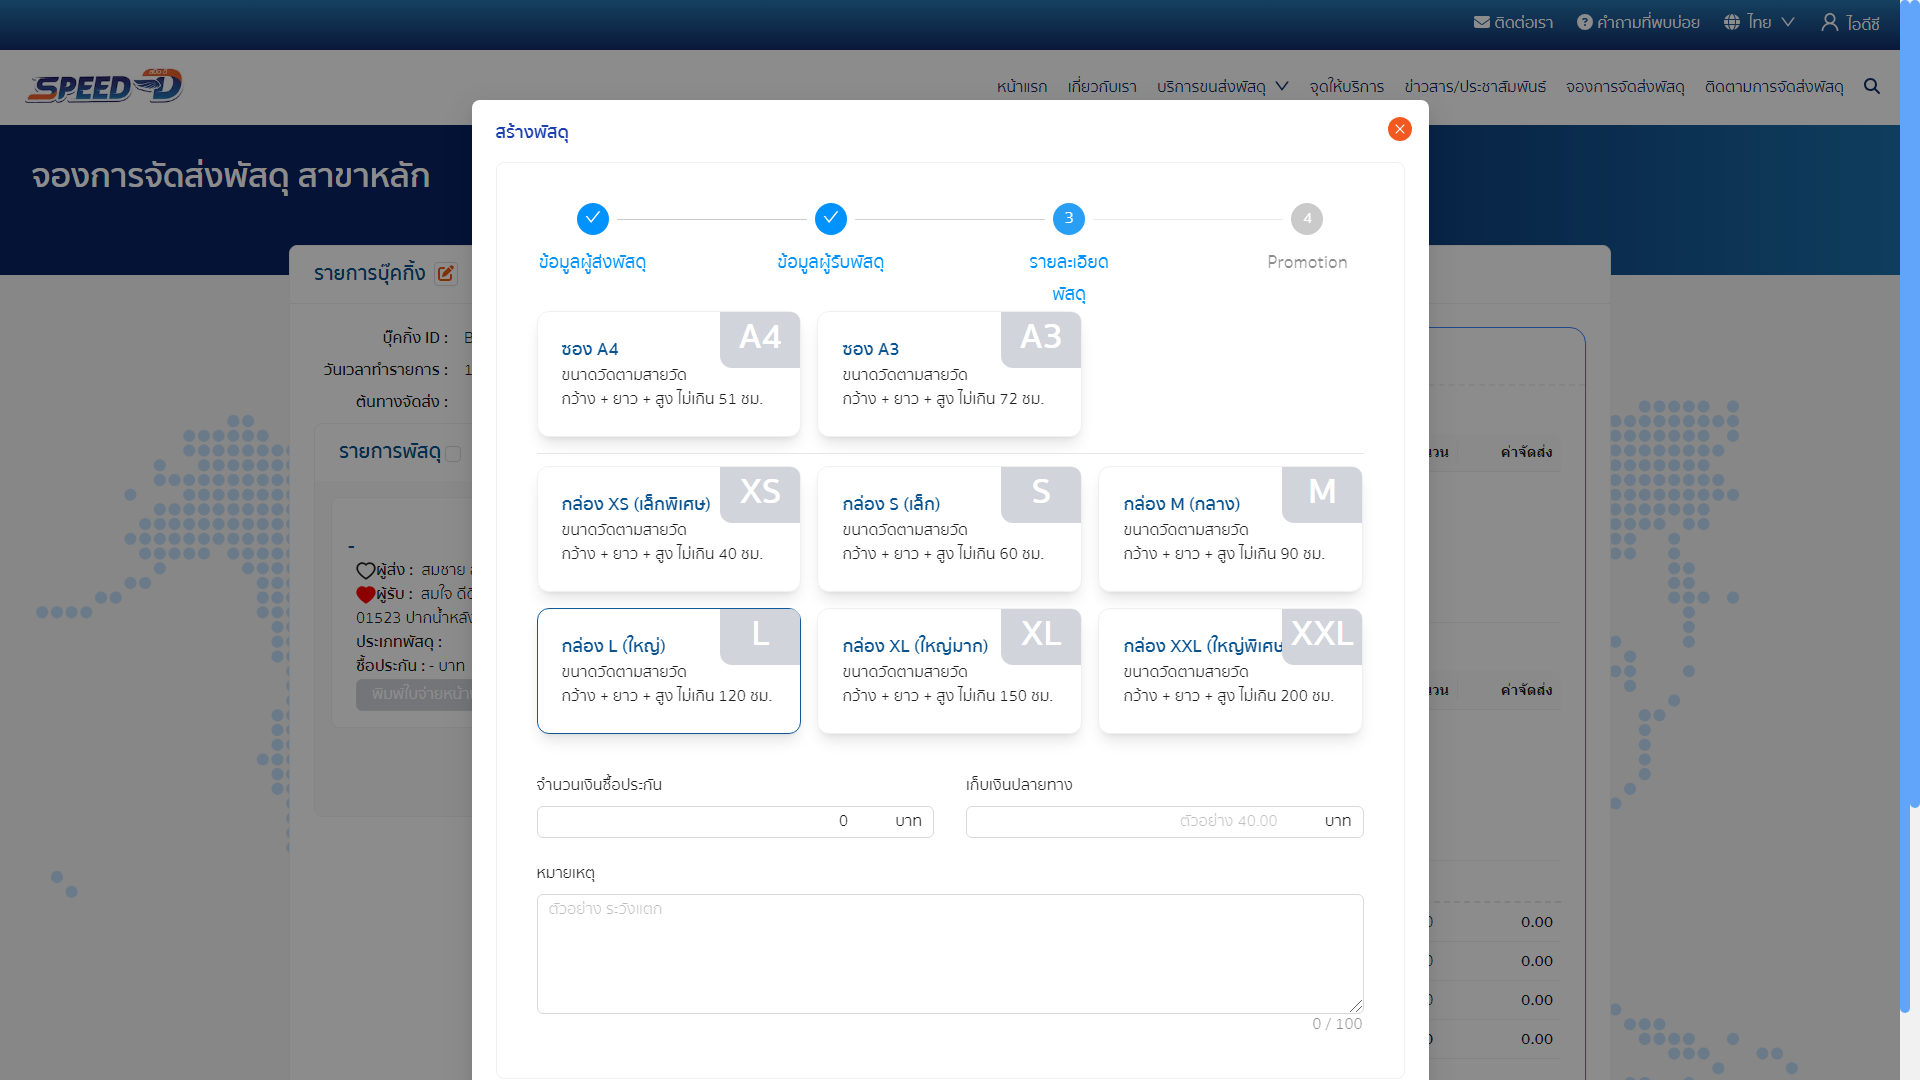 ติดต่อเรา
คำถามที่พบบ่อย
ไทย
ไอดีซี
SPEED-D
หน้าแรก
เกี่ยวกับเรา
บริการขนส่งพัสดุ
จุดให้บริการ
ข่าวสาร/ประชาสัมพันธ์
จองการจัดส่งพัสดุ
ติดตามการจัดส่งพัสดุ
จองการจัดส่งพัสดุ สาขาหลัก
รายการบุ๊คกิ้ง
บุ๊คกิ้ง ID :
วันเวลาทำรายการ : 1
ต้นทางจัดส่ง :
รายการพัสดุ
-
ผู้ส่ง : สมชาย
ผู้รับ : สมใจ
01523
ประเภทพัสดุ :
ซื้อประกัน : - บาท
สร้างพัสดุ
ข้อมูลผู้ส่งพัสดุ
ข้อมูลผู้รับพัสดุ
3
รายละเอียด
พัสดุ
4
Promotion
ซอง A4
A4
ขนาดวัดตามสายวัด
กว้าง + ยาว + สูง ไม่เกิน 51 ซม.
ซอง A3
A3
ขนาดวัดตามสายวัด
กว้าง + ยาว + สูง ไม่เกิน 72 ซม.
กล่อง XS (เล็กพิเศษ)
XS
ขนาดวัดตามสายวัด
กว้าง + ยาว + สูง ไม่เกิน 40 ซม.
กล่อง S (เล็ก)
S
ขนาดวัดตามสายวัด
กว้าง + ยาว + สูง ไม่เกิน 60 ซม.
กล่อง M (กลาง)
M
ขนาดวัดตามสายวัด
กว้าง + ยาว + สูง ไม่เกิน 90 ซม.
กล่อง L (ใหญ่)
L
ขนาดวัดตามสายวัด
กว้าง + ยาว + สูง ไม่เกิน 120 ซม.
กล่อง XL (ใหญ่มาก)
XL
ขนาดวัดตามสายวัด
กว้าง + ยาว + สูง ไม่เกิน 150 ซม.
กล่อง XXL (ใหญ่พิเศษ
XXL
ขนาดวัดตามสายวัด
กว้าง + ยาว + สูง ไม่เกิน 200 ซม.
จำนวนเงินซื้อประกัน
0 บาท
เก็บเงินปลายทาง
ตัวอย่าง 40.00 บาท
หมายเหตุ
ตัวอย่าง ระวังแตก
0 / 100
ค่าจัดส่ง
ค่าจัดส่ง
0.00
0.00
0.00
0.00